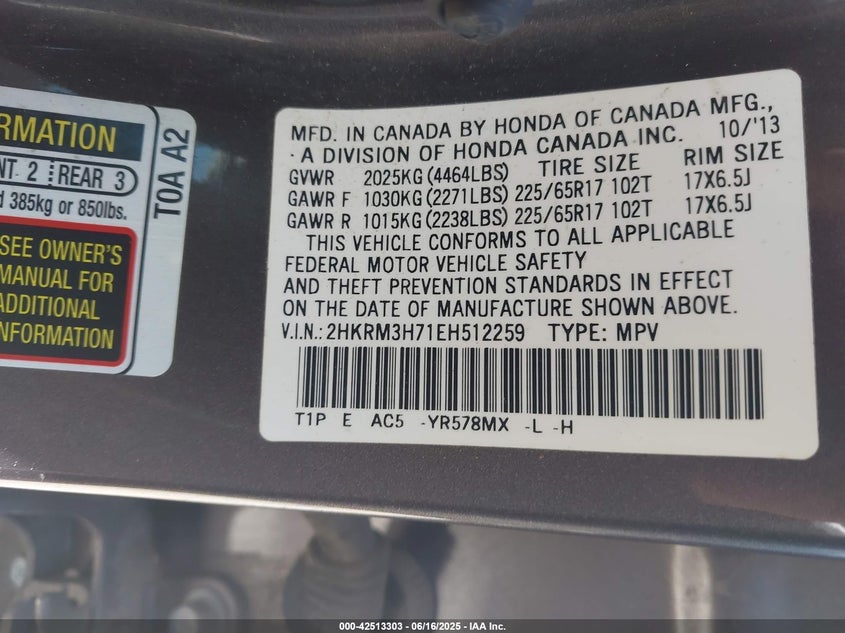 RMATION
NT 2 REAR 3
d 385kg or 850lbs.
SEE OWNER'S
MANUAL FOR
ADDITIONAL
INFORMATION
T0A A2
MFD. IN CANADA BY HONDA OF CANADA MFG.,
A DIVISION OF HONDA CANADA INC. 10/'13
GVWR 2025KG (4464LBS) TIRE SIZE RIM SIZE
GAWR F 1030KG (2271LBS) 225/65R17 102T 17X6.5J
GAWR R 1015KG (2238LBS) 225/65R17 102T 17X6.5J
THIS VEHICLE CONFORMS TO ALL APPLICABLE
FEDERAL MOTOR VEHICLE SAFETY
AND THEFT PREVENTION STANDARDS IN EFFECT
ON THE DATE OF MANUFACTURE SHOWN ABOVE.
V.I.N.: 2HKRM3H71EH512259 TYPE: MPV
T1P E AC5 -YR578MX -L -H
000-42513303 - 06/16/2025 - IAA Inc.